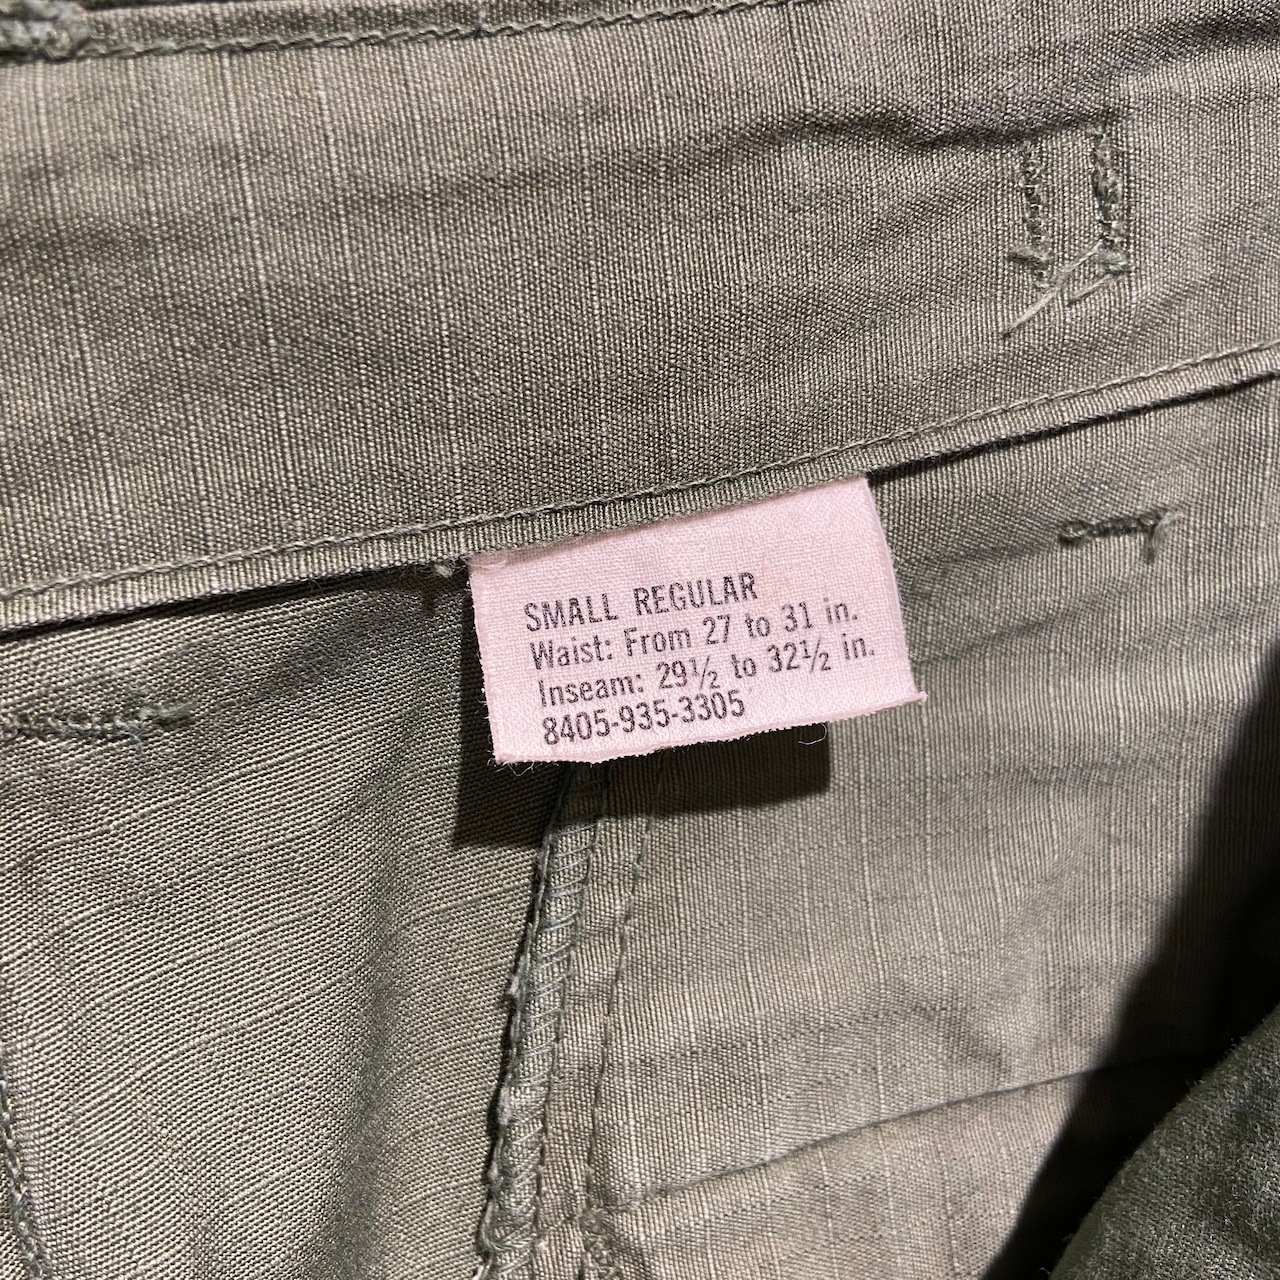 SMALL REGULAR
Waist: From 27 to 31 in.
Inseam: 29½ to 32½ in.
8405-935-3305